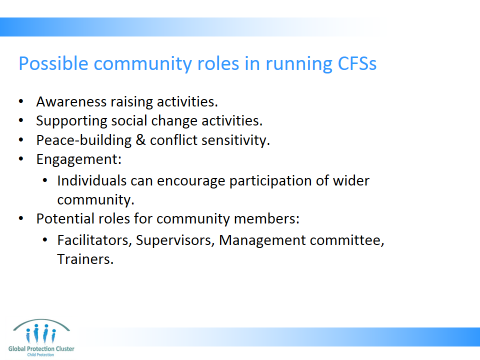 Possible community roles in running CFSs
• Awareness raising activities.
• Supporting social change activities.
• Peace-building & conflict sensitivity.
• Engagement:
• Individuals can encourage participation of wider
community.
• Potential roles for community members:
• Facilitators, Supervisors, Management committee,
Trainers.
Global Protection Cluster
Child Protection